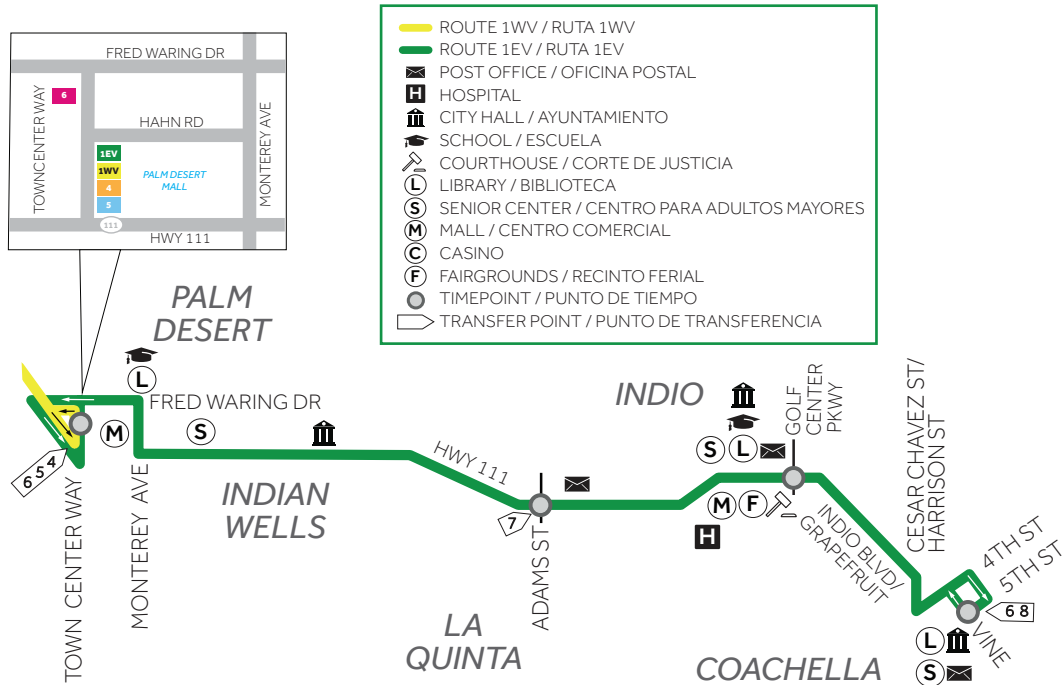 FRED WARING DR
TOWNCENTER WAY
6
HAHN RD
MONTEREY AVE
1EV
1WV
4
5
PALM DESERT
MALL
111
HWY 111
ROUTE 1WV / RUTA 1WV
ROUTE 1EV / RUTA 1EV
POST OFFICE / OFICINA POSTAL
H HOSPITAL
CITY HALL / AYUNTAMIENTO
SCHOOL / ESCUELA
COURTHOUSE / CORTE DE JUSTICIA
L LIBRARY / BIBLIOTECA
S SENIOR CENTER / CENTRO PARA ADULTOS MAYORES
M MALL / CENTRO COMERCIAL
C CASINO
F FAIRGROUNDS / RECINTO FERIAL
TIMEPOINT / PUNTO DE TIEMPO
TRANSFER POINT / PUNTO DE TRANSFERENCIA
PALM
DESERT
L
FRED WARING DR
M
S
6 5 4
TOWN CENTER WAY
MONTEREY AVE
INDIAN
WELLS
HWY 111
7
ADAMS ST
LA
QUINTA
INDIO
S L
GOLF
CENTER
PKWY
M F
H
INDIO BLVD/
GRAPEFRUIT
CESAR CHAVEZ ST/
HARRISON ST
4TH ST
5TH ST
6 8
VINE
L
S
COACHELLA